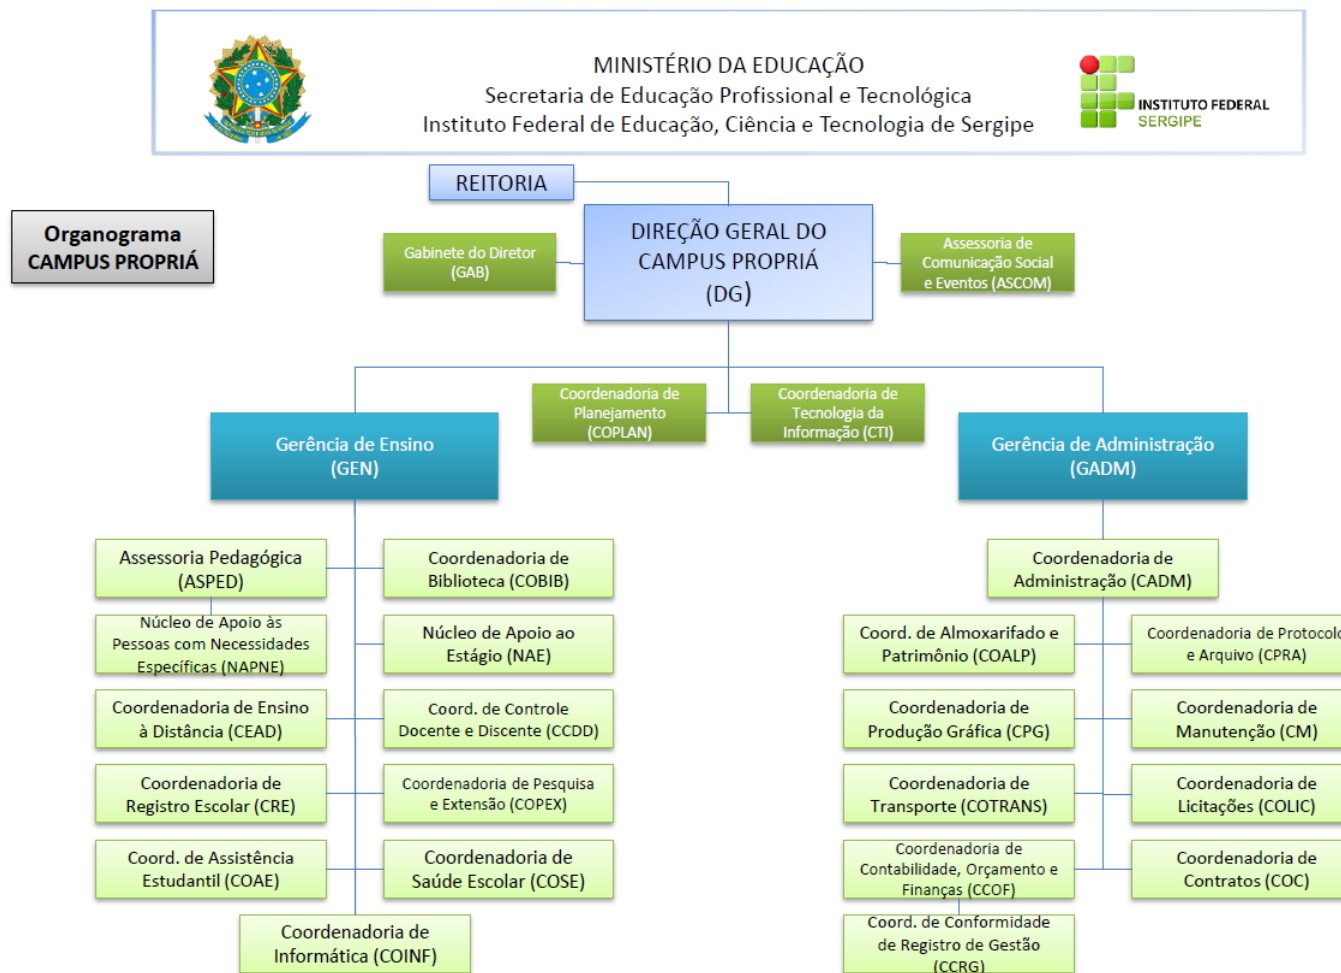 MINISTÉRIO DA EDUCAÇÃO
Secretaria de Educação Profissional e Tecnológica
Instituto Federal de Educação, Ciência e Tecnologia de Sergipe
INSTITUTO FEDERAL
SERGIPE
REITORIA
Organograma
CAMPUS PROPRIÁ
Gabinete do Diretor
(GAB)
DIREÇÃO GERAL DO
CAMPUS PROPRIÁ
(DG)
Assessoria de
Comunicação Social
e Eventos (ASCOM)
Coordenadoria de
Planejamento
(COPLAN)
Coordenadoria de
Tecnologia da
Informação (CTI)
Gerência de Ensino
(GEN)
Gerência de Administração
(GADM)
Assessoria Pedagógica
(ASPED)
Coordenadoria de
Biblioteca (COBIB)
Núcleo de Apoio às
Pessoas com Necessidades
Específicas (NAPNE)
Núcleo de Apoio ao
Estágio (NAE)
Coordenadoria de Ensino
à Distância (CEAD)
Coord. de Controle
Docente e Discente (CCDD)
Coordenadoria de
Registro Escolar (CRE)
Coordenadoria de Pesquisa
e Extensão (COPEX)
Coord. de Assistência
Estudantil (COAE)
Coordenadoria de
Saúde Escolar (COSE)
Coordenadoria de
Informática (COINF)
Coordenadoria de
Administração (CADM)
Coord. de Almoxarifado e
Patrimônio (COALP)
Coordenadoria de Protocolo
e Arquivo (CPRA)
Coordenadoria de
Produção Gráfica (CPG)
Coordenadoria de
Manutenção (CM)
Coordenadoria de
Transporte (COTRANS)
Coordenadoria de
Licitações (COLIC)
Coordenadoria de
Contabilidade, Orçamento e
Finanças (CCOF)
Coordenadoria de
Contratos (COC)
Coord. de Conformidade
de Registro de Gestão
(CCRG)